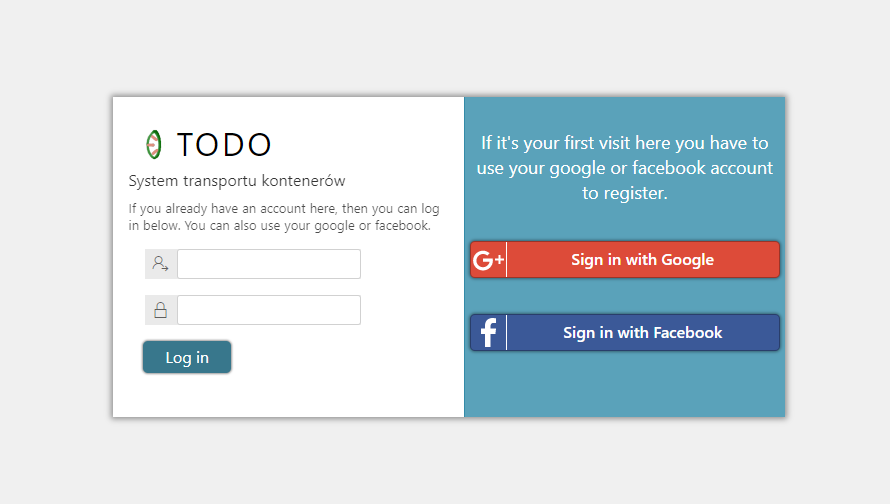 TODO
System transportu kontenerów
If you already have an account here, then you can log
in below. You can also use your google or facebook.
Log in
If it's your first visit here you have to
use your google or facebook account
to register.
G+ Sign in with Google
f Sign in with Facebook